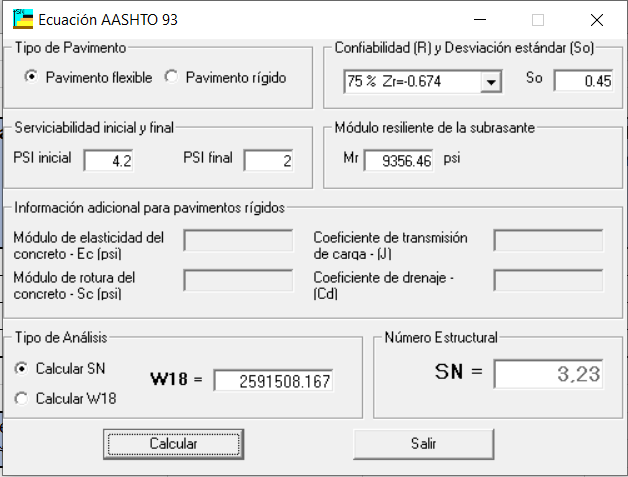 Ecuación AASHTO 93
Tipo de Pavimento
Pavimento flexible Pavimento rígido
Confiabilidad (R) y Desviación estándar (So)
75 % Zr=-0.674 So 0.45
Serviciabilidad inicial y final
PSI inicial 4.2 PSI final 2
Módulo resiliente de la subrasante
Mr 9356.46 psi
Información adicional para pavimentos rígidos
Módulo de elasticidad del
concreto - Ec (psi)
Coeficiente de transmisión
de carga - (J)
Módulo de rotura del
concreto - Sc (psi)
Coeficiente de drenaje -
(Cd)
Tipo de Análisis
Calcular SN
Calcular W18
W18 = 2591508.167
Número Estructural
SN = 3,23
Calcular
Salir